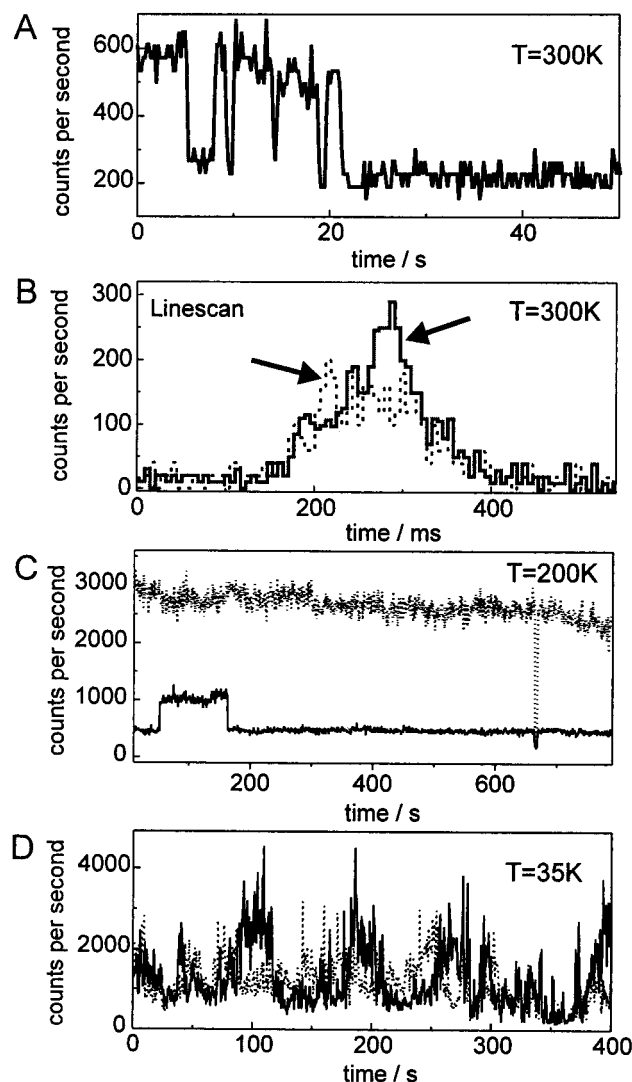 A
T=300K
counts per second
600
400
200
0
20
40
time / s
B
Linescan
T=300K
counts per second
300
200
100
0
200
400
time / ms
C
T=200K
counts per second
3000
2000
1000
0
200
400
600
time / s
D
T=35K
counts per second
4000
2000
0
0
100
200
300
400
time / s